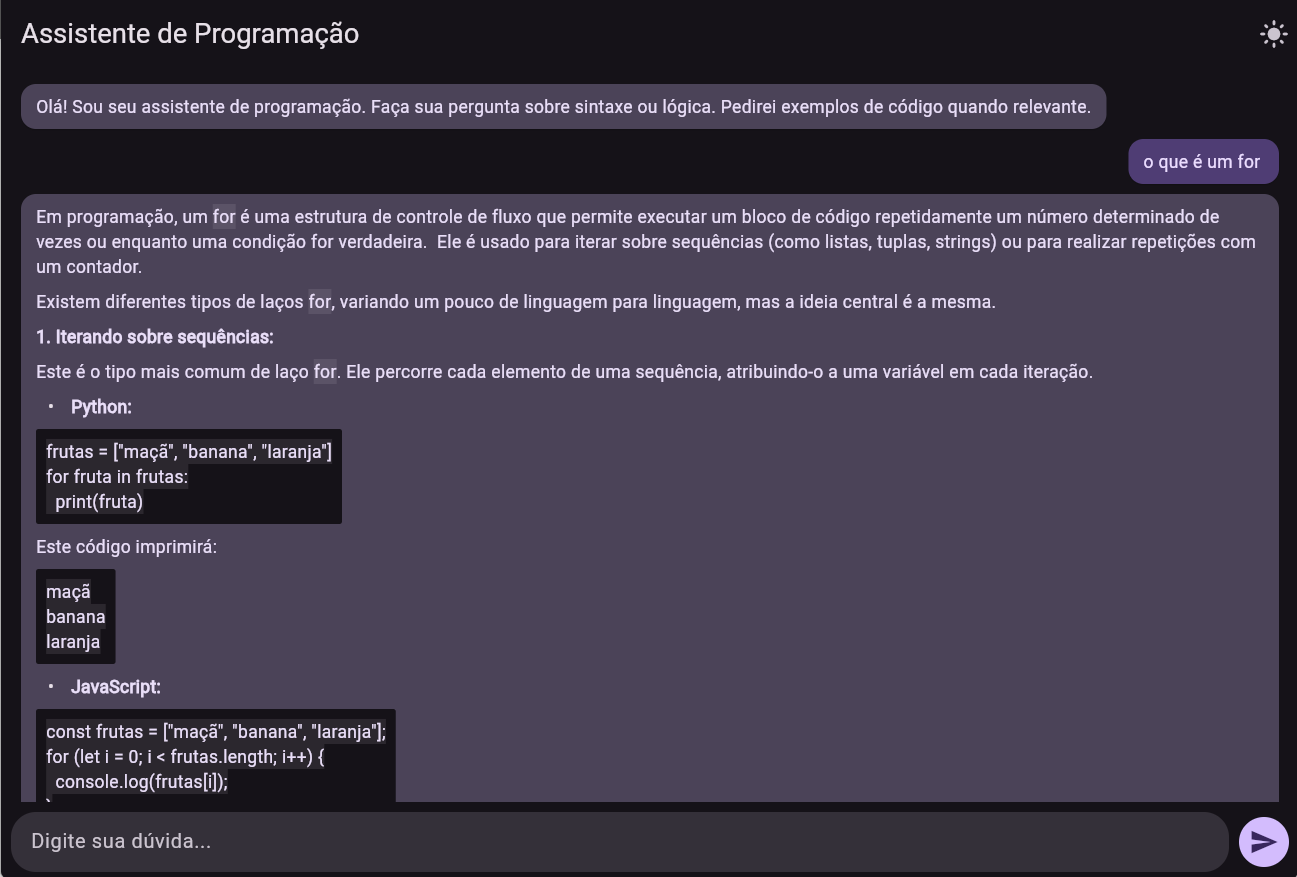 Assistente de Programação
Olá! Sou seu assistente de programação. Faça sua pergunta sobre sintaxe ou lógica. Pedirei exemplos de código quando relevante.
o que é um for
Em programação, um for é uma estrutura de controle de fluxo que permite executar um bloco de código repetidamente um número determinado de
vezes ou enquanto uma condição for verdadeira.  Ele é usado para iterar sobre sequências (como listas, tuplas, strings) ou para realizar repetições com
um contador.
Existem diferentes tipos de laços for, variando um pouco de linguagem para linguagem, mas a ideia central é a mesma.
1. Iterando sobre sequências:
Este é o tipo mais comum de laço for. Ele percorre cada elemento de uma sequência, atribuindo-o a uma variável em cada iteração.
• Python:
frutas = ["maçã", "banana", "laranja"]
for fruta in frutas:
  print(fruta)
Este código imprimirá:
maçã
banana
laranja
• JavaScript:
const frutas = ["maçã", "banana", "laranja"];
for (let i = 0; i < frutas.length; i++) {
  console.log(frutas[i]);
Digite sua dúvida...